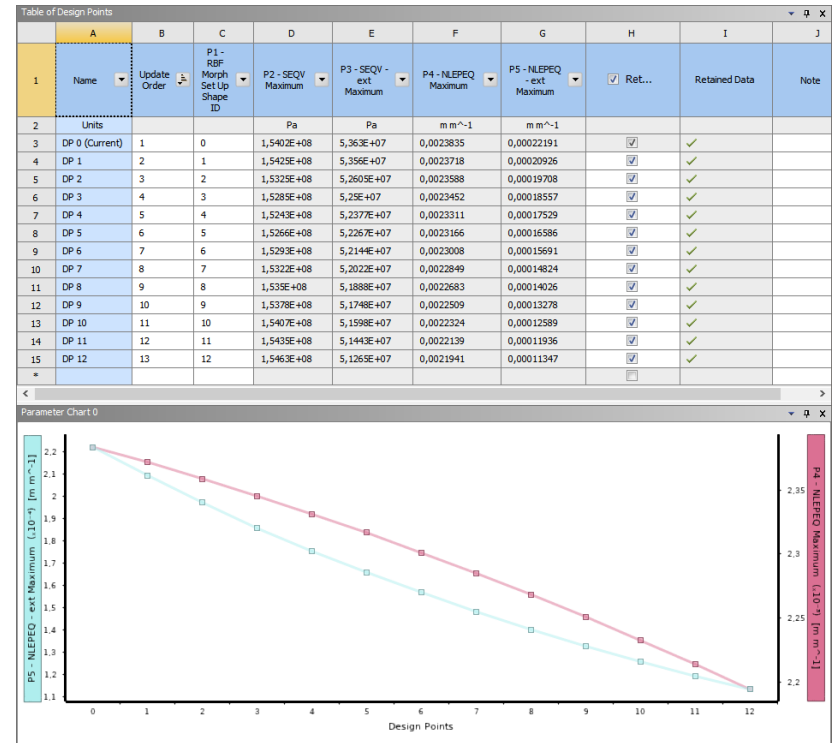 Table of Design Points
A B C D E F G H I J
1 Name Update Order P1 - RBF Morph Set Up Shape ID P2 - SEQV Maximum P3 - SEQV - ext Maximum P4 - NLEPEQ Maximum P5 - NLEPEQ - ext Maximum Ret... Retained Data Note
2 Units Pa Pa m m^-1 m m^-1
3 DP 0 (Current) 1 0 1,5402E+08 5,363E+07 0,0023835 0,00022191
4 DP 1 2 1 1,5425E+08 5,356E+07 0,0023718 0,00020926
5 DP 2 3 2 1,5325E+08 5,2605E+07 0,0023588 0,00019708
6 DP 3 4 3 1,5285E+08 5,25E+07 0,0023452 0,00018557
7 DP 4 5 4 1,5243E+08 5,2377E+07 0,0023311 0,00017529
8 DP 5 6 5 1,5266E+08 5,2267E+07 0,0023166 0,00016586
9 DP 6 7 6 1,5293E+08 5,2144E+07 0,0023008 0,00015691
10 DP 7 8 7 1,5322E+08 5,2022E+07 0,0022849 0,00014824
11 DP 8 9 8 1,535E+08 5,1888E+07 0,0022683 0,00014026
12 DP 9 10 9 1,5378E+08 5,1748E+07 0,0022509 0,00013278
13 DP 10 11 10 1,5407E+08 5,1598E+07 0,0022324 0,00012589
14 DP 11 12 11 1,5435E+08 5,1443E+07 0,0022139 0,00011936
15 DP 12 13 12 1,5463E+08 5,1265E+07 0,0021941 0,00011347
*
Parameter Chart 0
P5 - NLEPEQ - ext Maximum (,10⁻⁴) [m m^-1]
2,2
2,1
2
1,9
1,8
1,7
1,6
1,5
1,4
1,3
1,2
1,1
0 1 2 3 4 5 6 7 8 9 10 11 12
Design Points
2,35
2,3
2,25
2,2
P4 - NLEPEQ Maximum (,10⁻³) [m m^-1]